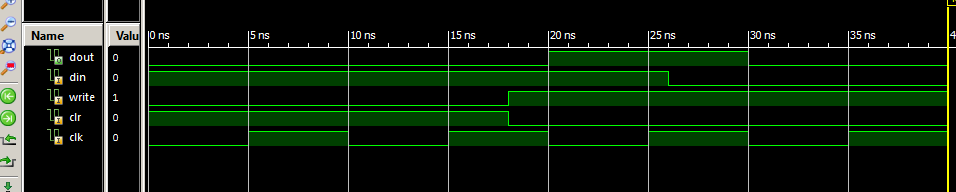 Name Valu 0 ns 5 ns 10 ns 15 ns 20 ns 25 ns 30 ns 35 ns 4
dout 0
din 0
write 1
clr 0
clk 0